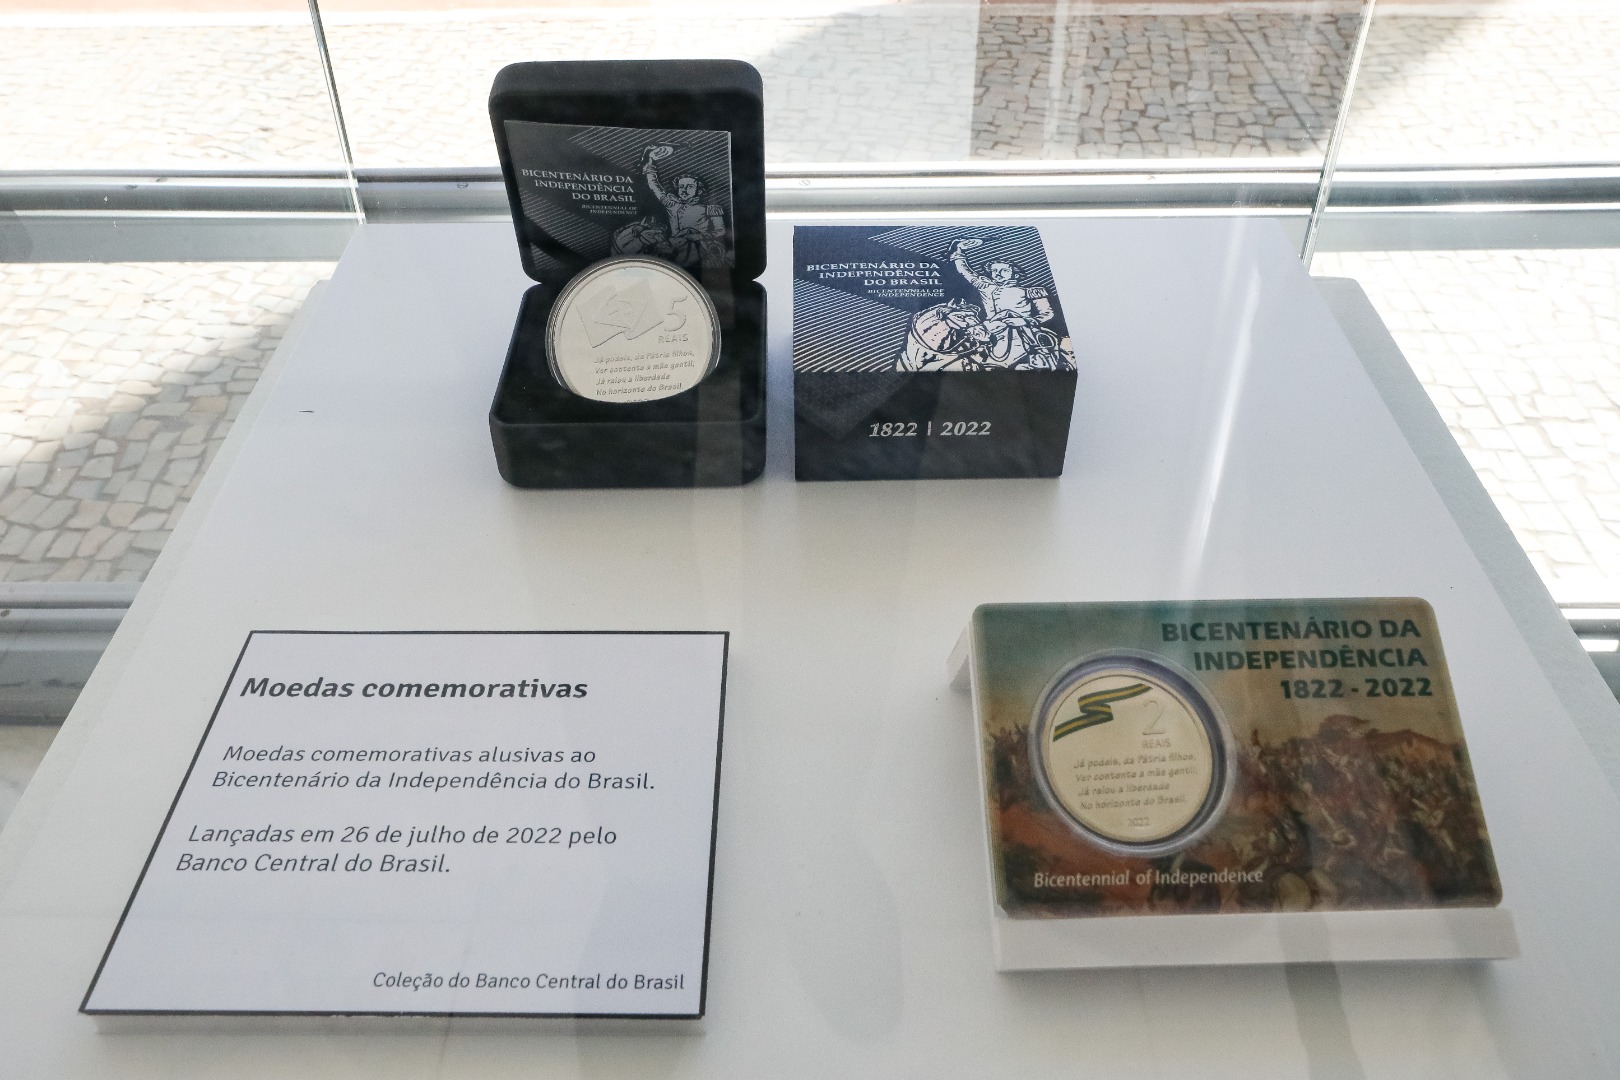 BICENTENÁRIO DA
INDEPENDÊNCIA
DO BRASIL
BICENTENNIAL OF
INDEPENDENCE
5
REAIS
Já podeis, da Pátria filhos,
Ver contente a mãe gentil;
Já raiou a liberdade
No horizonte do Brasil
BICENTENÁRIO DA
INDEPENDÊNCIA
DO BRASIL
BICENTENNIAL OF
INDEPENDENCE
1822 | 2022
Moedas comemorativas
Moedas comemorativas alusivas ao
Bicentenário da Independência do Brasil.
Lançadas em 26 de julho de 2022 pelo
Banco Central do Brasil.
Coleção do Banco Central do Brasil
BICENTENÁRIO DA
INDEPENDÊNCIA
1822 - 2022
2
REAIS
Já podeis, da Pátria filhos,
Ver contente a mãe gentil;
Já raiou a liberdade
No horizonte do Brasil
2022
Bicentennial of Independence